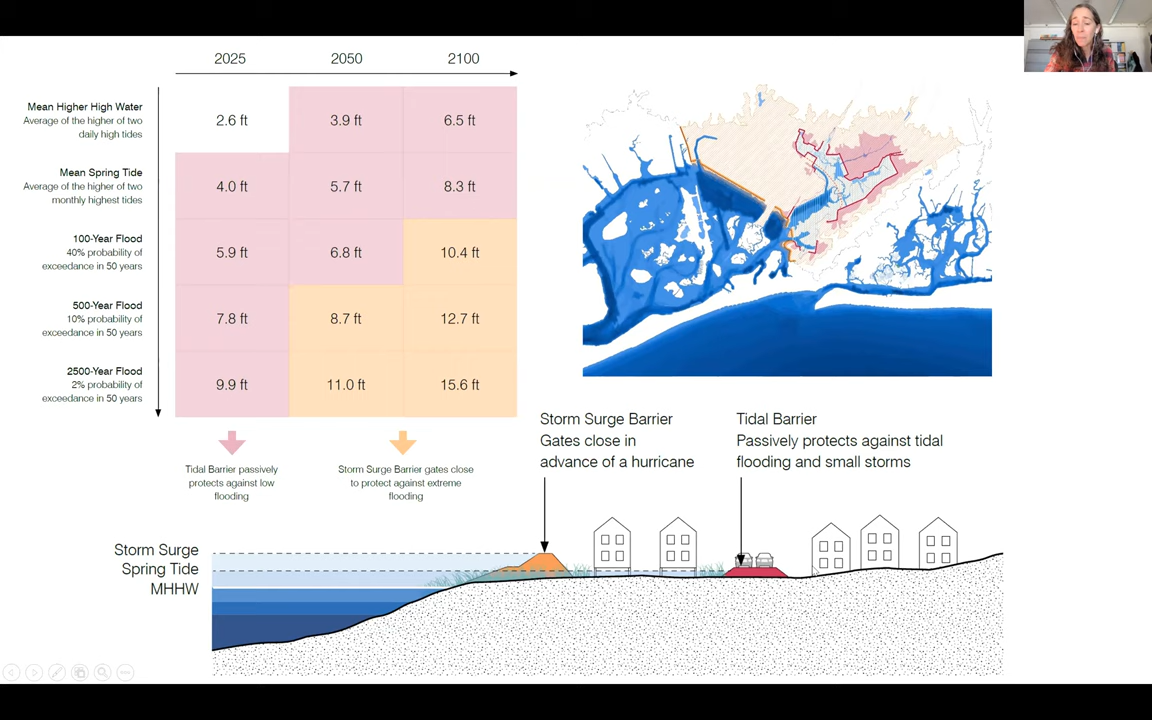 2025 2050 2100
Mean Higher High Water
Average of the higher of two
daily high tides
2.6 ft 3.9 ft 6.5 ft
Mean Spring Tide
Average of the higher of two
monthly highest tides
4.0 ft 5.7 ft 8.3 ft
100-Year Flood
40% probability of
exceedance in 50 years
5.9 ft 6.8 ft 10.4 ft
500-Year Flood
10% probability of
exceedance in 50 years
7.8 ft 8.7 ft 12.7 ft
2500-Year Flood
2% probability of
exceedance in 50 years
9.9 ft 11.0 ft 15.6 ft
Tidal Barrier passively
protects against low
flooding
Storm Surge Barrier gates close
to protect against extreme
flooding
Storm Surge Barrier
Gates close in
advance of a hurricane
Tidal Barrier
Passively protects against tidal
flooding and small storms
Storm Surge
Spring Tide
MHHW